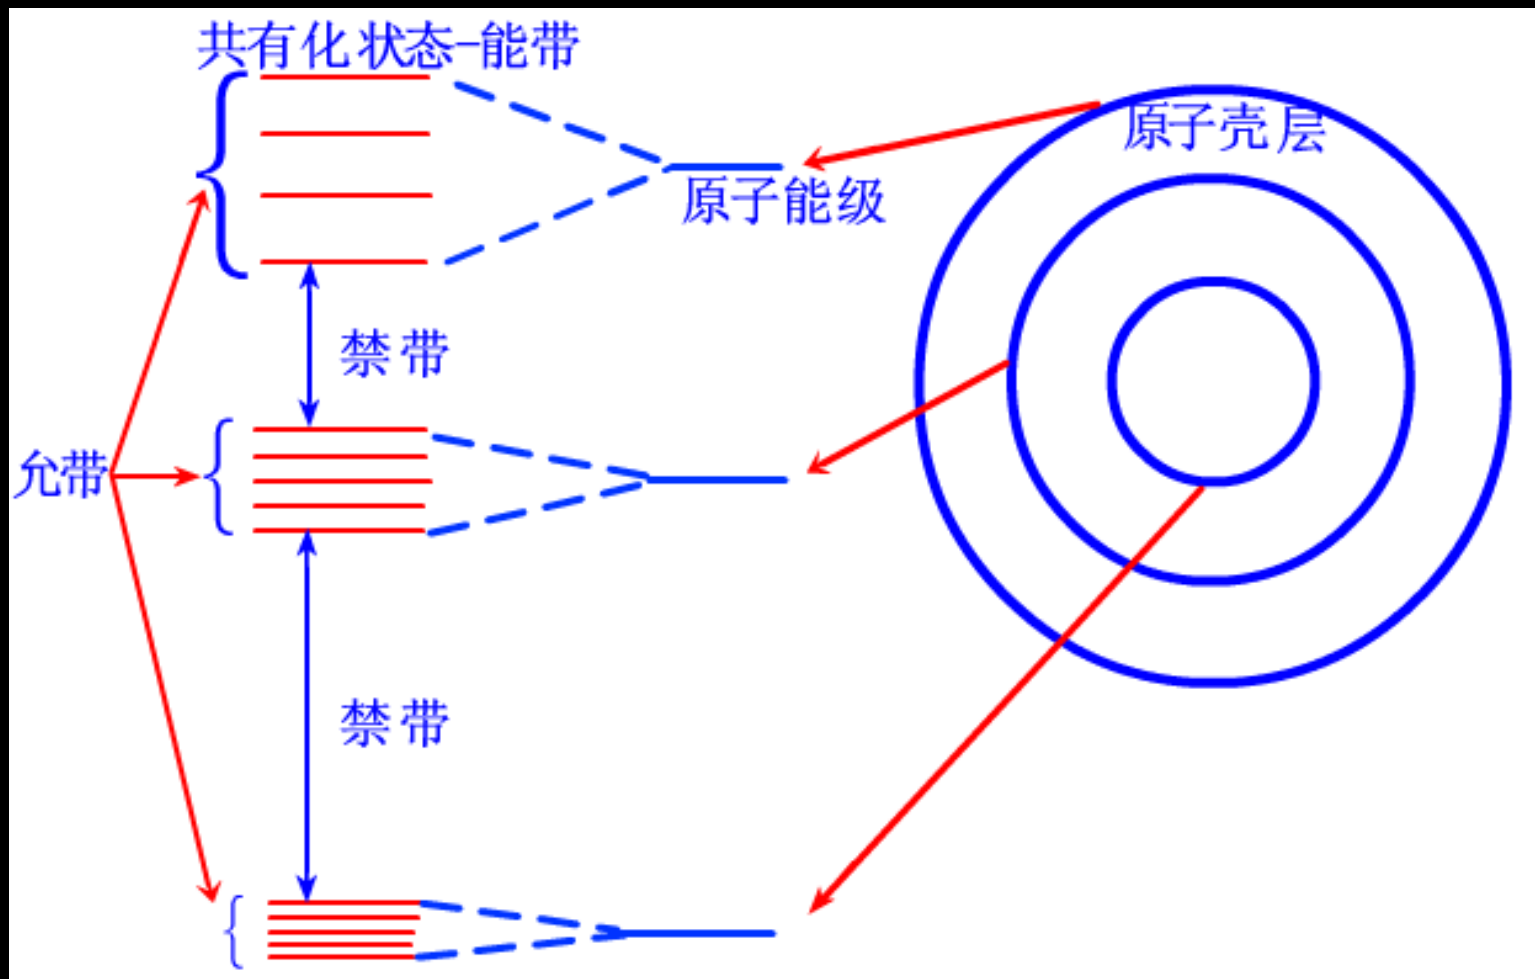 共有化状态-能带
原子壳层
原子能级
禁带
允带
禁带